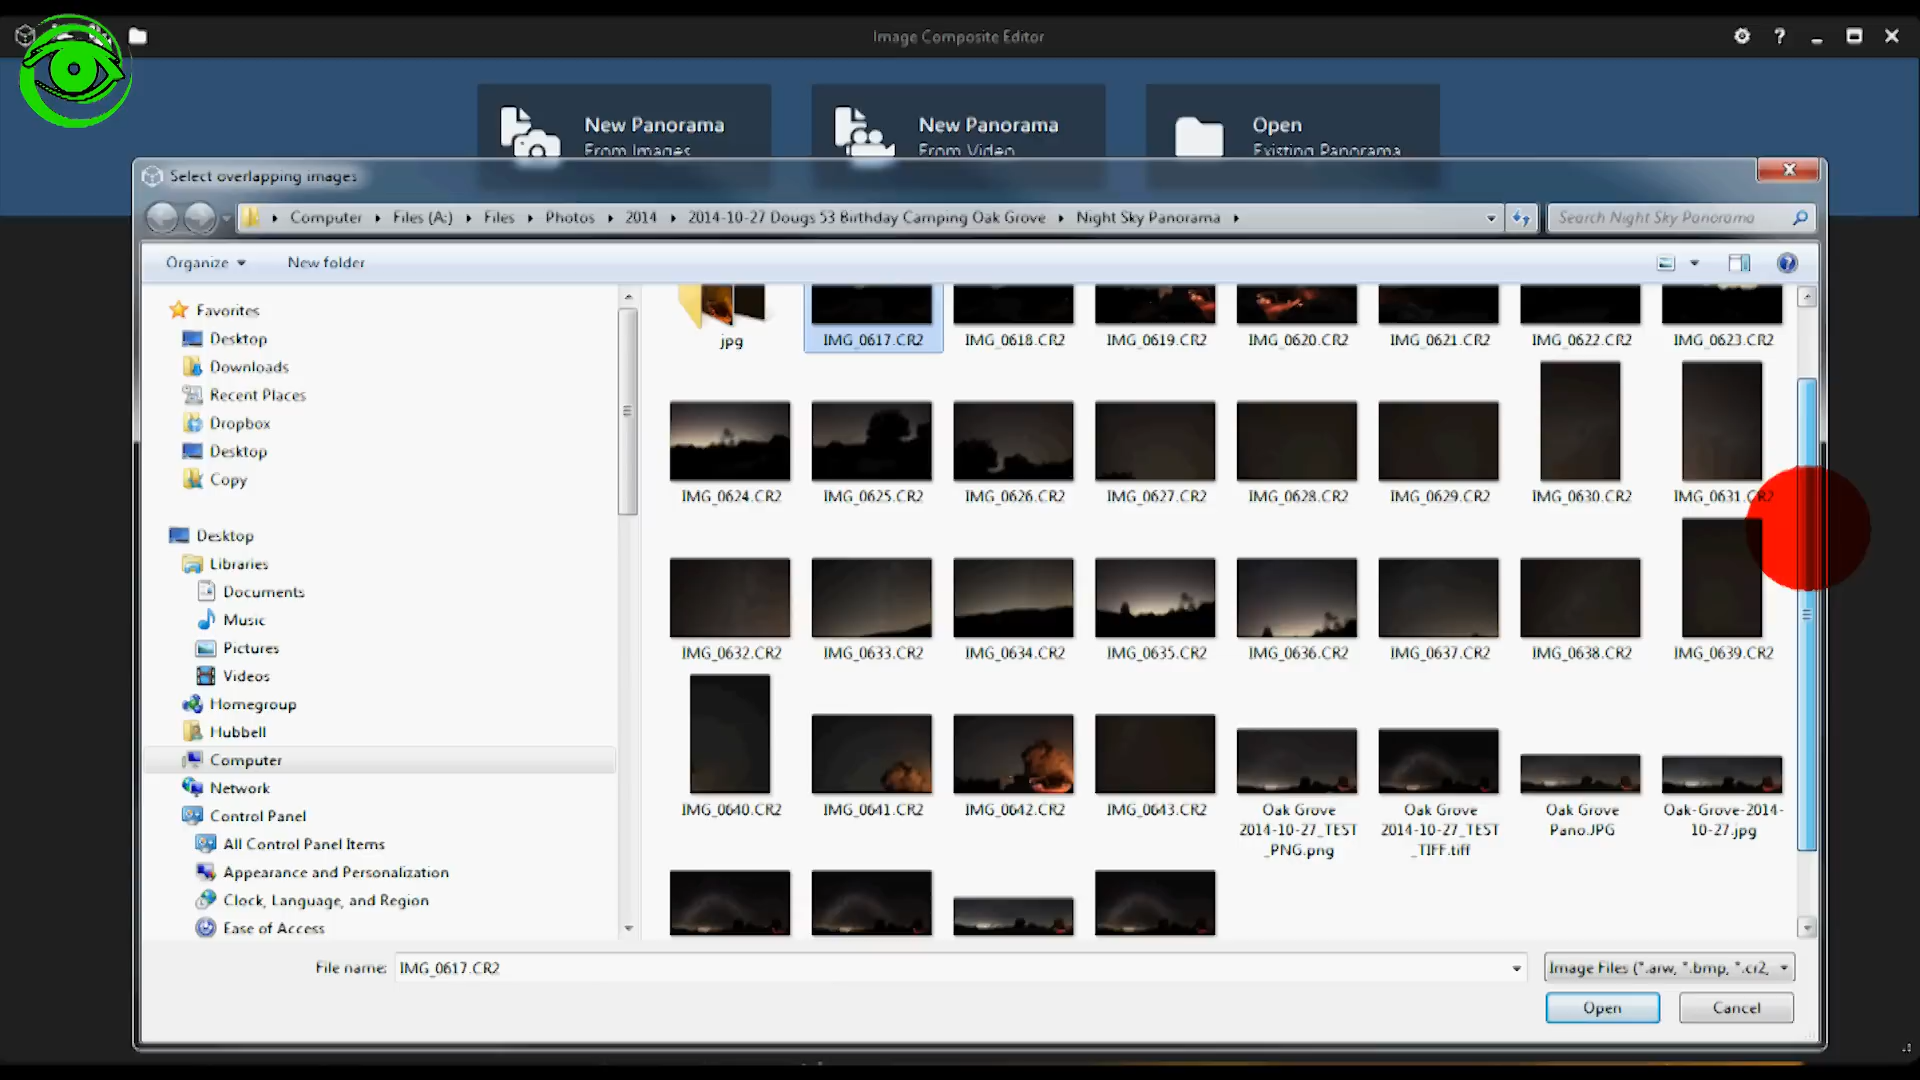 Image Composite Editor
New Panorama
From Images
New Panorama
From Video
Open
Existing Panorama
Select overlapping images
Computer
Files (A:)
Files
Photos
2014
2014-10-27 Dougs 53 Birthday Camping Oak Grove
Night Sky Panorama
Search Night Sky Panorama
Organize
New folder
Favorites
Desktop
Downloads
Recent Places
Dropbox
Desktop
Copy
Desktop
Libraries
Documents
Music
Pictures
Videos
Homegroup
Hubbell
Computer
Network
Control Panel
All Control Panel Items
Appearance and Personalization
Clock, Language, and Region
Ease of Access
jpg
IMG_0617.CR2
IMG_0618.CR2
IMG_0619.CR2
IMG_0620.CR2
IMG_0621.CR2
IMG_0622.CR2
IMG_0623.CR2
IMG_0624.CR2
IMG_0625.CR2
IMG_0626.CR2
IMG_0627.CR2
IMG_0628.CR2
IMG_0629.CR2
IMG_0630.CR2
IMG_0631.CR2
IMG_0632.CR2
IMG_0633.CR2
IMG_0634.CR2
IMG_0635.CR2
IMG_0636.CR2
IMG_0637.CR2
IMG_0638.CR2
IMG_0639.CR2
IMG_0640.CR2
IMG_0641.CR2
IMG_0642.CR2
IMG_0643.CR2
Oak Grove
2014-10-27_TEST
_PNG.png
Oak Grove
2014-10-27_TEST
_TIFF.tiff
Oak Grove
Pano.JPG
Oak-Grove-2014-
10-27.jpg
File name:
IMG_0617.CR2
Image Files (*.arw, *.bmp, *.cr2,
Open
Cancel